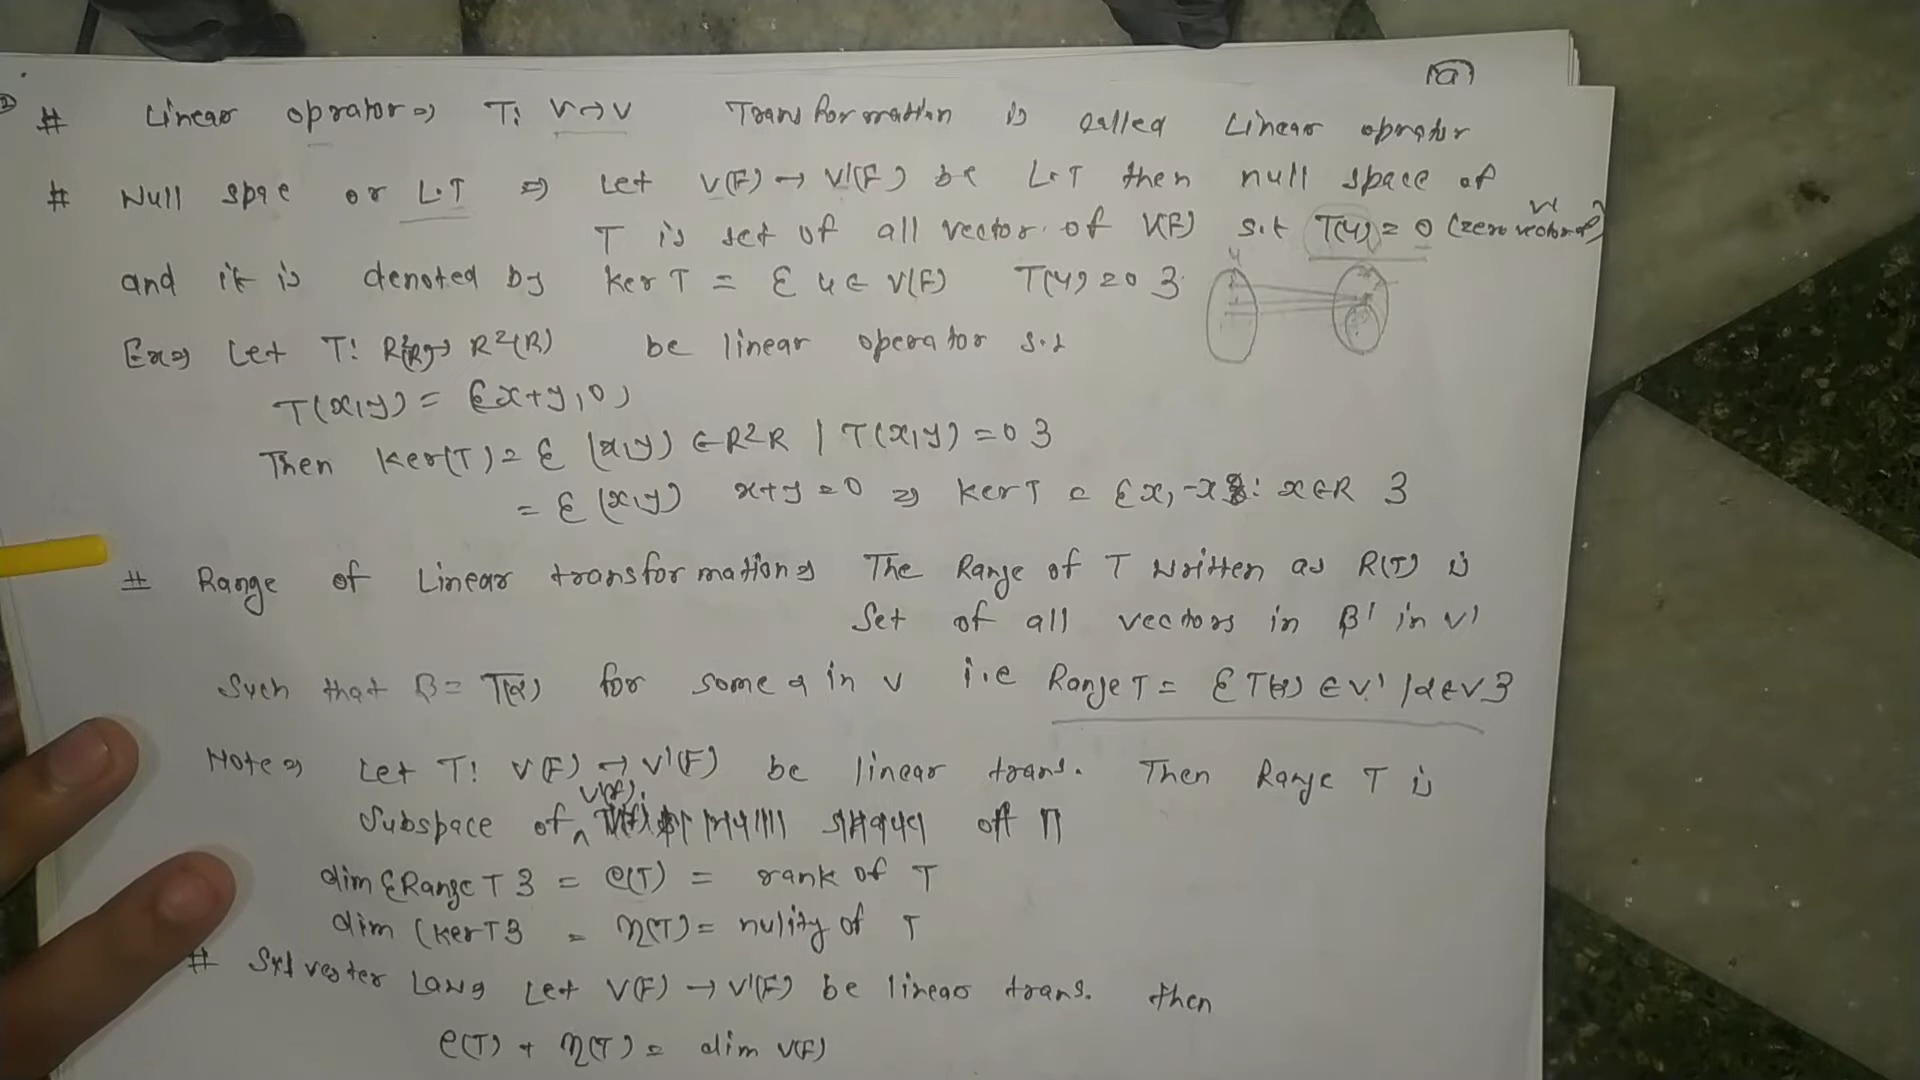 (a)
# Linear oprator ⇒ T: V→V Transformation is called Linear oprator
# Null spae or L.T ⇒ Let V(F) → V'(F) be L.T then null space of
T is set of all vector of V(F) s.t T(u) = 0 (zero vector of V')
and it is denoted by Ker T = { u ∈ V(F) T(u) = 0 }
Ex⇒ Let T: R²(R) → R²(R) be linear operator s.t
T(x,y) = (x+y, 0)
Then Ker(T) = { (x,y) ∈ R²R | T(x,y) = 0 }
= { (x,y) x+y = 0 ⇒ Ker T = { x, -x : x ∈ R }
# Range of Linear transformation⇒ The Range of T written as R(T) is
Set of all vectors in β' in V'
Such that β = T(α) for some α in V i.e Range T = { T(α) ∈ V' / α ∈ V }
Note ⇒ Let T: V(F) → V'(F) be linear trans. Then Range T is
V(F).
Subspace of
dim {Range T } = ρ(T) = rank of T
dim (Ker T } = η(T) = nulity of T
# Sylvester Law⇒ Let V(F) → V'(F) be linear trans. then
ρ(T) + η(T) = dim V(F)